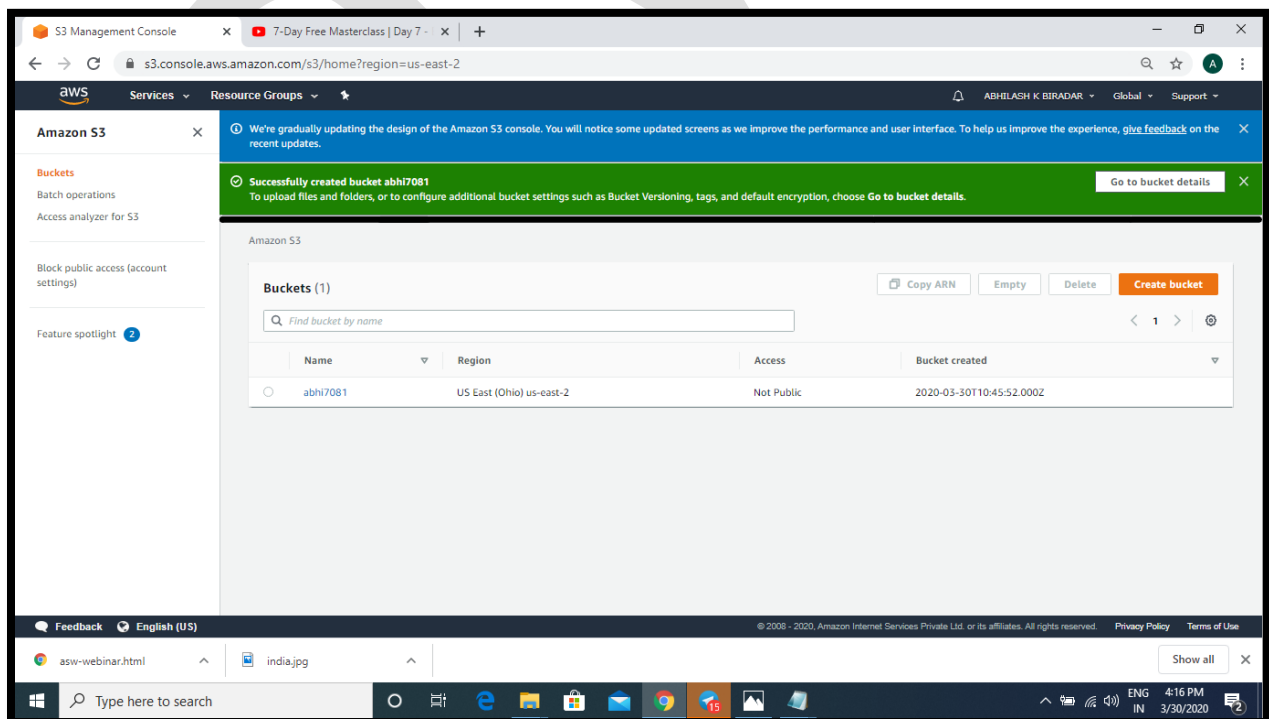 S3 Management Console
7-Day Free Masterclass | Day 7 -
s3.console.aws.amazon.com/s3/home?region=us-east-2
A
aws Services Resource Groups ABHILASH K BIRADAR Global Support
Amazon S3
Buckets
Batch operations
Access analyzer for S3
Block public access (account
settings)
Feature spotlight 2
We're gradually updating the design of the Amazon S3 console. You will notice some updated screens as we improve the performance and user interface. To help us improve the experience, give feedback on the
recent updates.
Successfully created bucket abhi7081
To upload files and folders, or to configure additional bucket settings such as Bucket Versioning, tags, and default encryption, choose Go to bucket details.
Go to bucket details
Amazon S3
Buckets (1)
Copy ARN Empty Delete Create bucket
Find bucket by name
1
Name Region Access Bucket created
abhi7081 US East (Ohio) us-east-2 Not Public 2020-03-30T10:45:52.000Z
Feedback English (US)
© 2008 - 2020, Amazon Internet Services Private Ltd. or its affiliates. All rights reserved. Privacy Policy Terms of Use
asw-webinar.html india.jpg Show all
Type here to search
15
ENG
IN
4:16 PM
3/30/2020
2